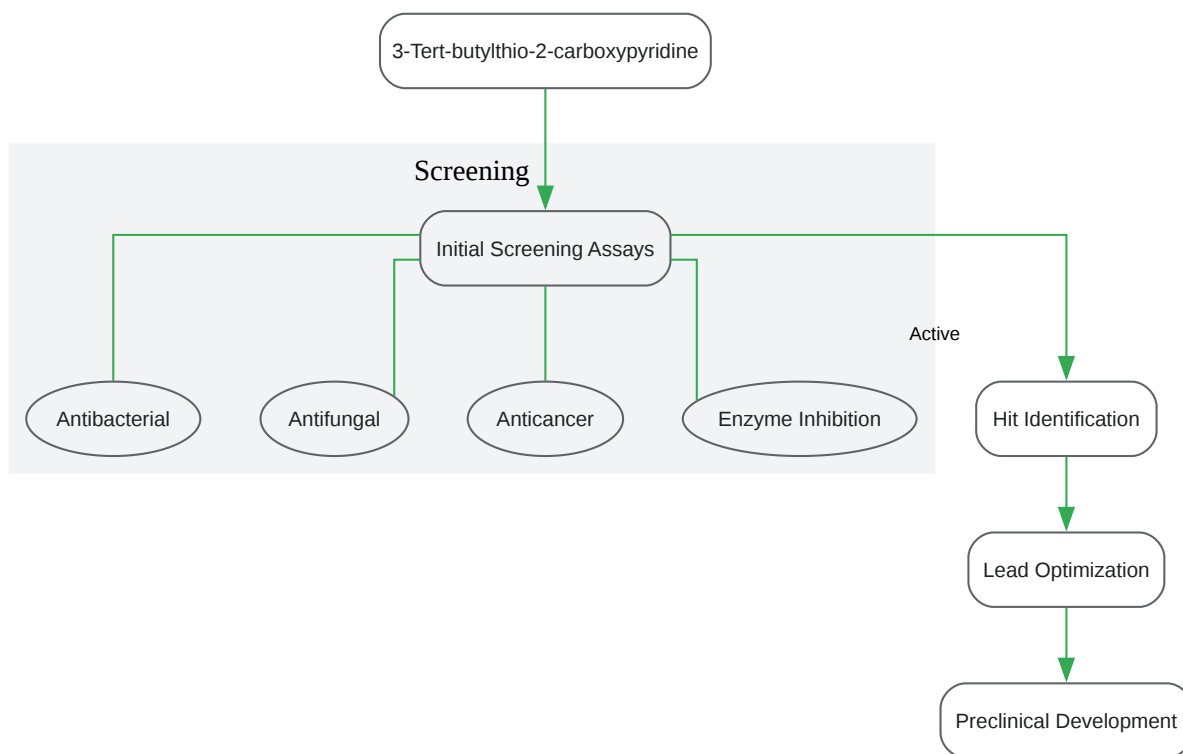 3-Tert-butylthio-2-carboxypyridine
Screening
Initial Screening Assays
Active
Antibacterial
Antifungal
Anticancer
Enzyme Inhibition
Hit Identification
Lead Optimization
Preclinical Development